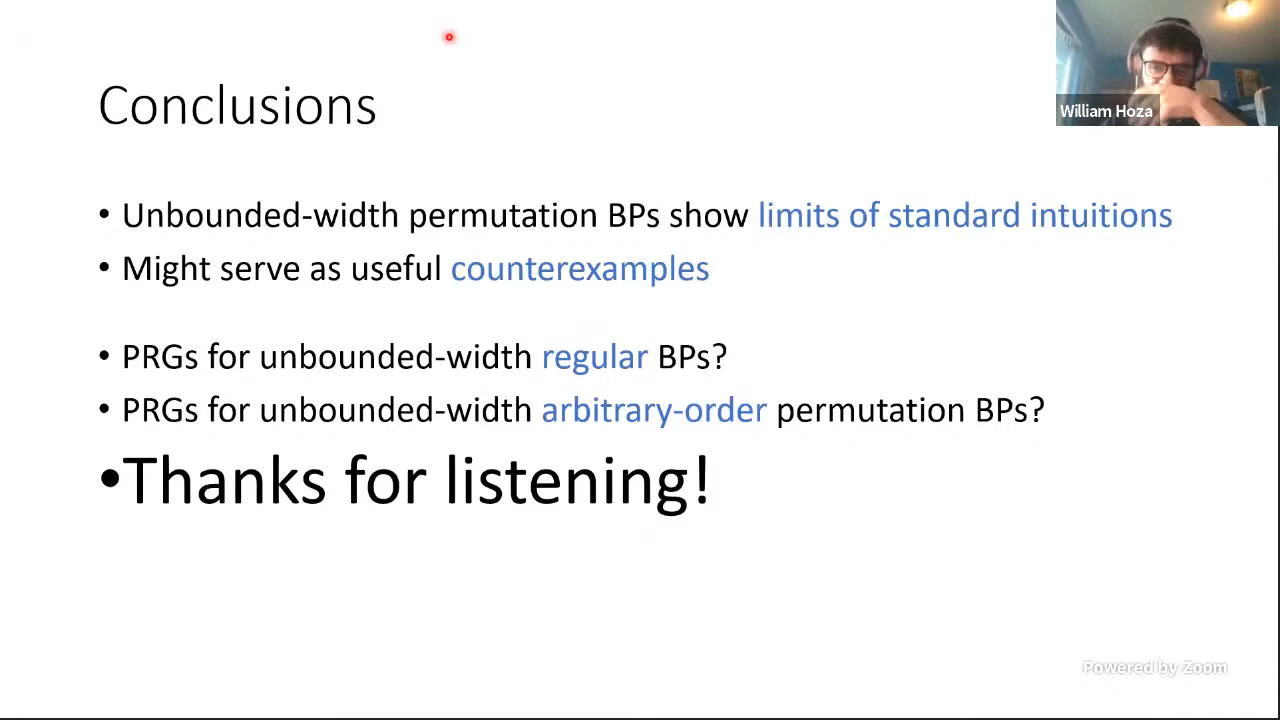 William Hoza
Conclusions
• Unbounded-width permutation BPs show limits of standard intuitions
• Might serve as useful counterexamples
• PRGs for unbounded-width regular BPs?
• PRGs for unbounded-width arbitrary-order permutation BPs?
•Thanks for listening!
Powered by Zoom